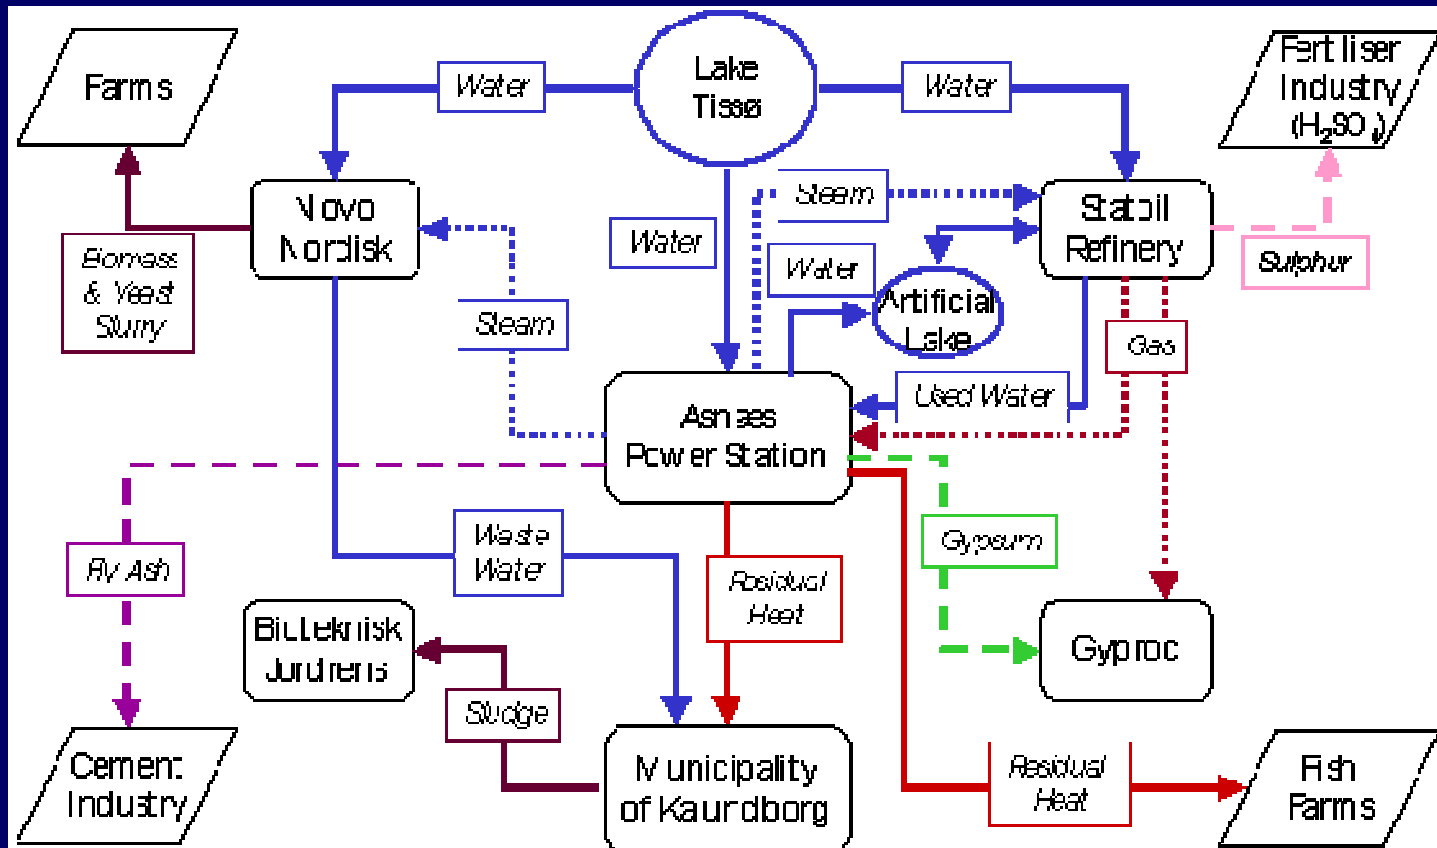 Farms
Water
Lake
Tissø
Water
Fertiliser
Industry
(H₂SO₄)
Novo
Nordisk
Steam
Statoil
Refinery
Biomass
& Yeast
Slurry
Water
Water
Sulphur
Steam
Artificial
Lake
Gas
Used Water
Asnaes
Power Station
Fly Ash
Waste
Water
Gypsum
Residual
Heat
Bioteknisk
Jordrens
Gyproc
Sludge
Cement
Industry
Municipality
of Kaurdborg
Residual
Heat
Fish
Farms